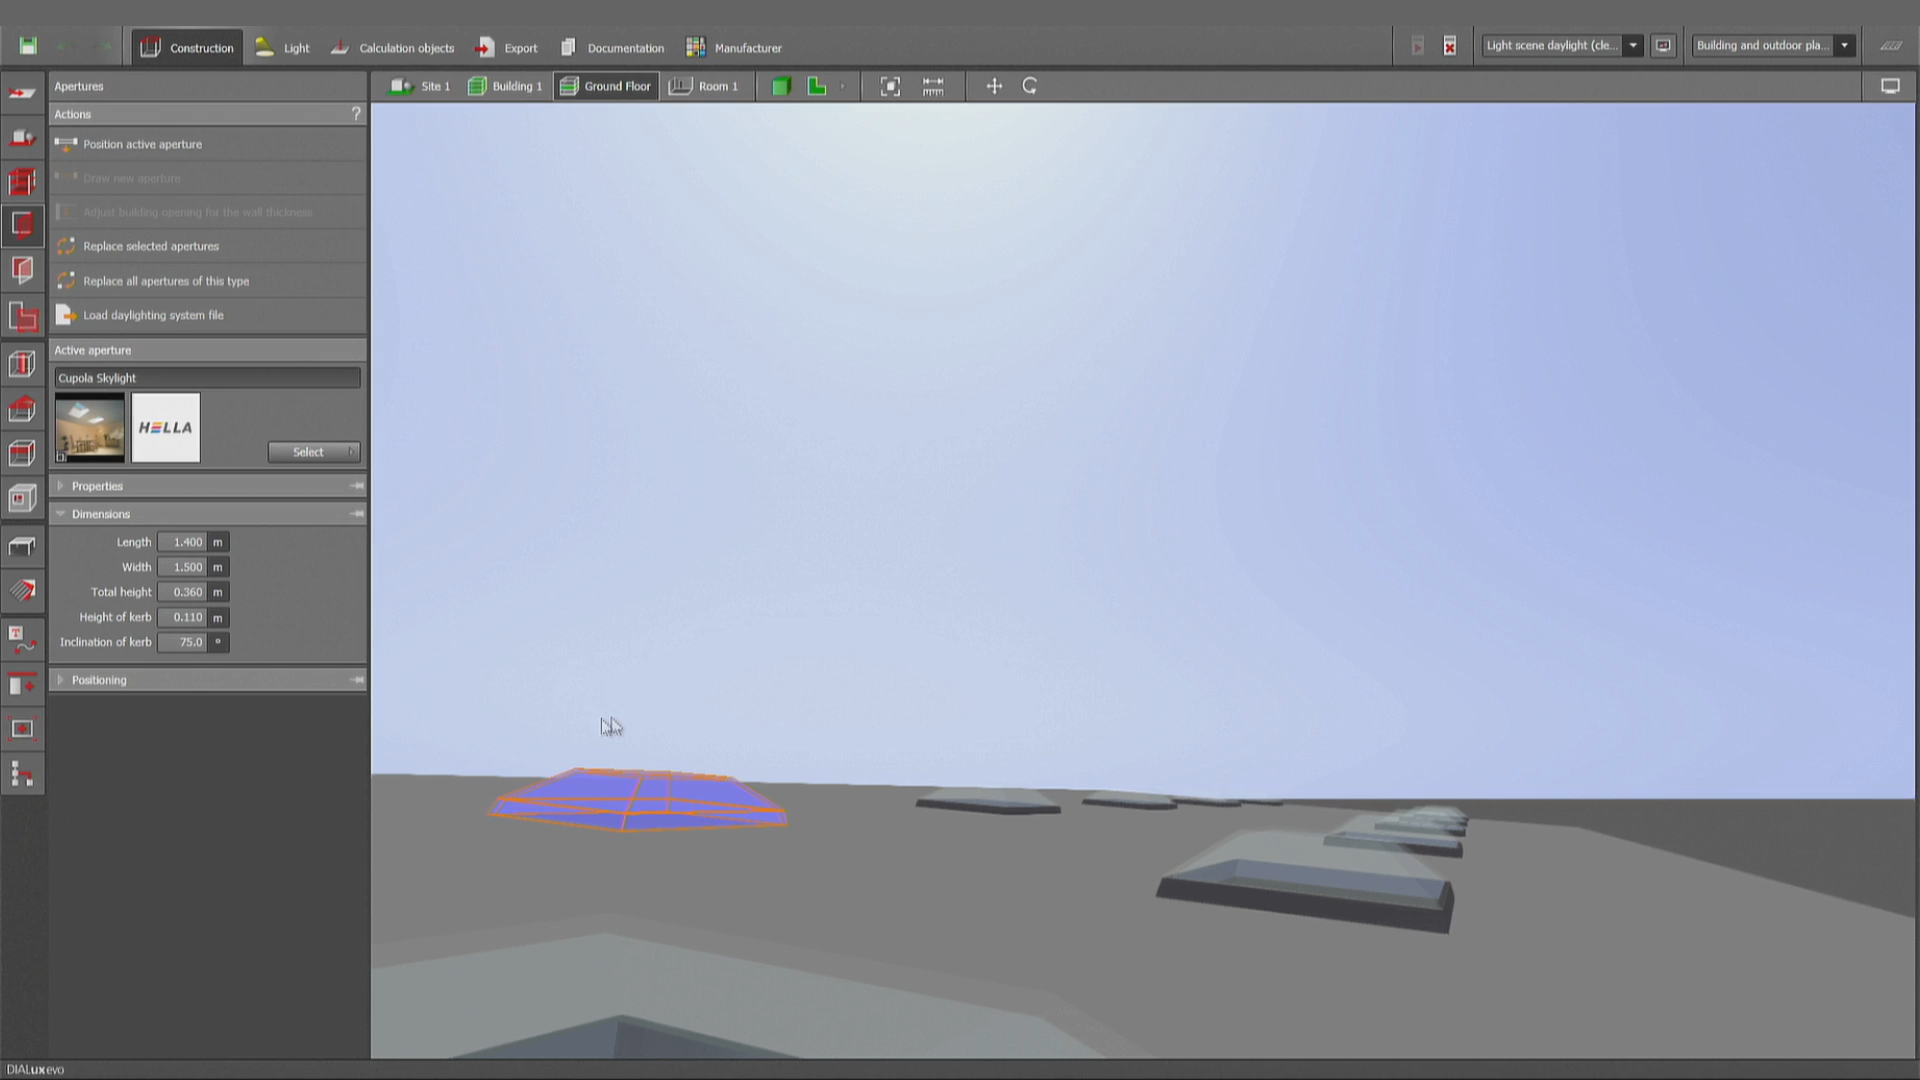 Construction
Light
Calculation objects
Export
Documentation
Manufacturer
Light scene daylight (cle...
Building and outdoor pla...
Apertures
Site 1
Building 1
Ground Floor
Room 1
Actions
?
Position active aperture
Draw new aperture
Adjust building opening for the wall thickness
Replace selected apertures
Replace all apertures of this type
Load daylighting system file
Active aperture
Cupola Skylight
HELLA
Select
Properties
Dimensions
Length 1.400 m
Width 1.500 m
Total height 0.360 m
Height of kerb 0.110 m
Inclination of kerb 75.0 °
Positioning
DIALux evo